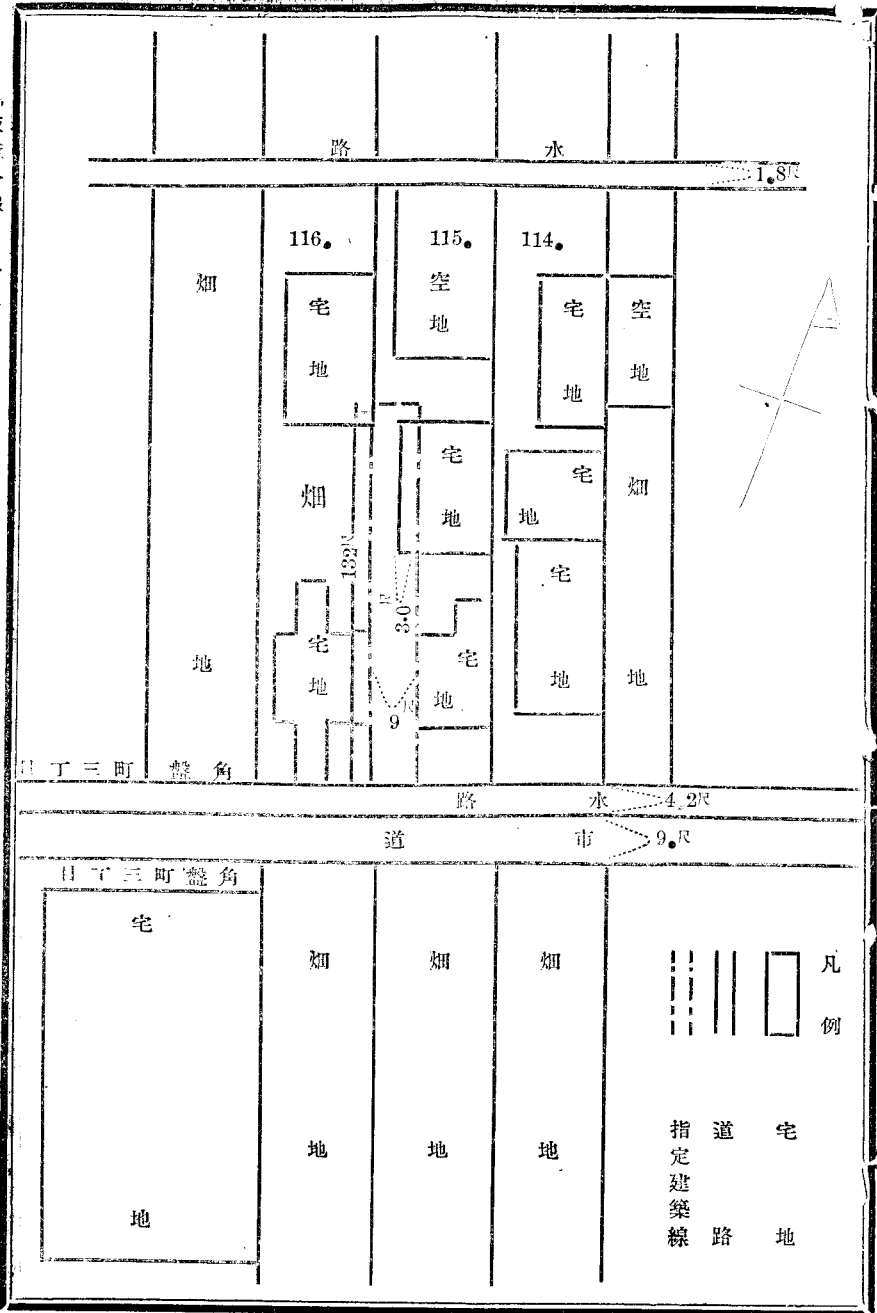 路水
1.8尺
116.
115.
114.
畑地
宅地
空地
宅地
空地
畑
宅地
宅地
畑地
132尺
3.0尺
宅地
宅地
宅地
9尺
目丁三町盤角
路水
4.2尺
道市
9.尺
目丁三町盤角
宅地
畑地
畑地
畑地
凡例
宅地
道路
指定建築線